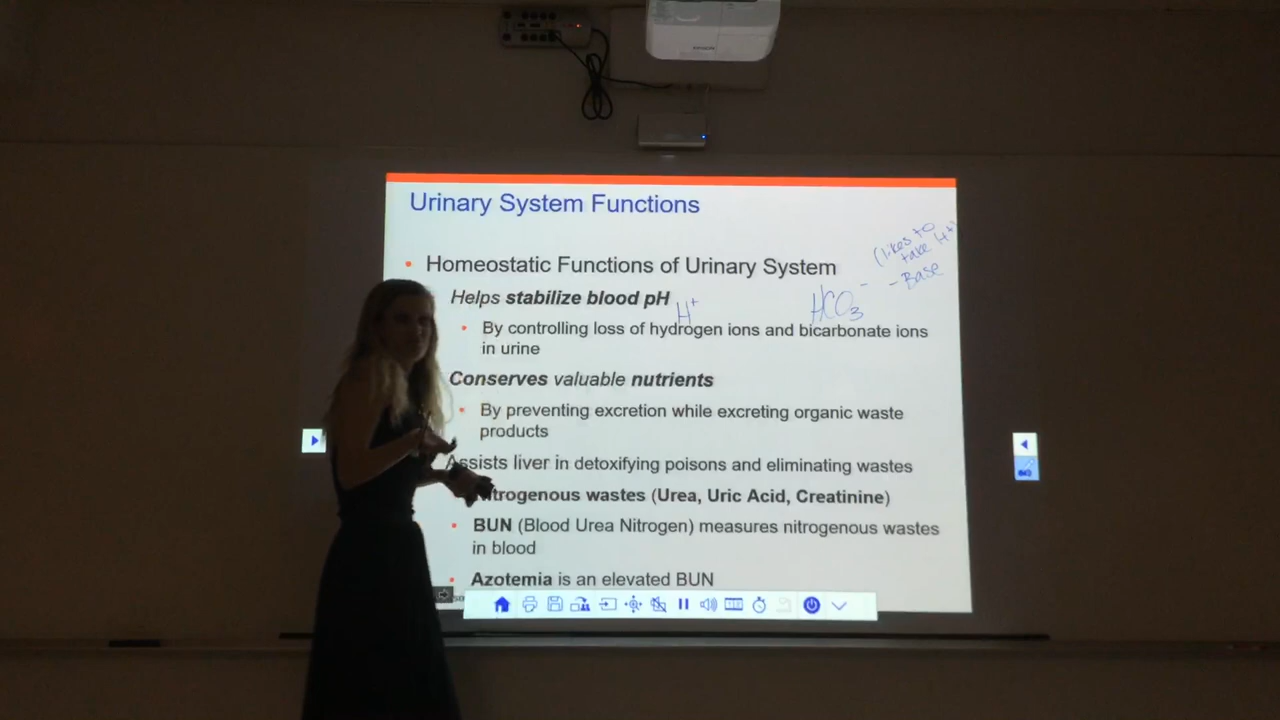 Urinary System Functions
(likes to
take H+)
- Base
• Homeostatic Functions of Urinary System
Helps stabilize blood pH
H+
HCO3-
• By controlling loss of hydrogen ions and bicarbonate ions
in urine
Conserves valuable nutrients
• By preventing excretion while excreting organic waste
products
Assists liver in detoxifying poisons and eliminating wastes
Nitrogenous wastes (Urea, Uric Acid, Creatinine)
• BUN (Blood Urea Nitrogen) measures nitrogenous wastes
in blood
• Azotemia is an elevated BUN